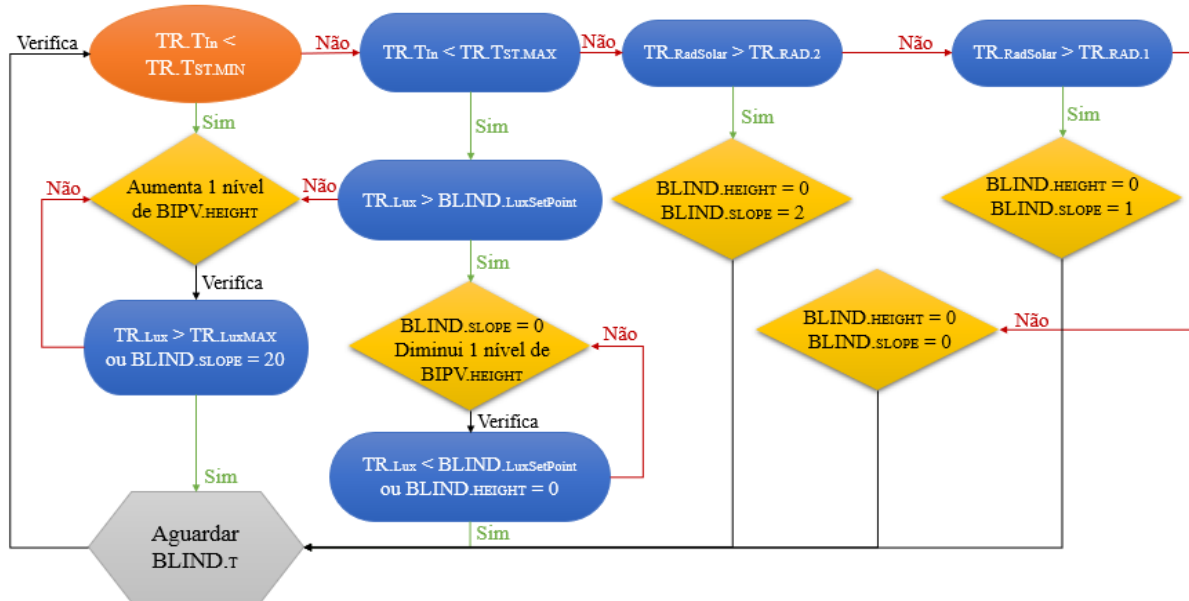 Verifica
TR.TIn <
TR.TST.MIN
Não
TR.TIn < TR.TST.MAX
Não
TR.RadSolar > TR.RAD.2
Não
TR.RadSolar > TR.RAD.1
Sim
Sim
Sim
Sim
Aumenta 1 nível
de BIPV.HEIGHT
Não
Não
TR.Lux > BLIND.LuxSetPoint
BLIND.HEIGHT = 0
BLIND.SLOPE = 2
BLIND.HEIGHT = 0
BLIND.SLOPE = 1
Verifica
Sim
TR.Lux > TR.LuxMAX
ou BLIND.SLOPE = 20
BLIND.SLOPE = 0
Diminui 1 nível de
BIPV.HEIGHT
Não
BLIND.HEIGHT = 0
BLIND.SLOPE = 0
Não
Verifica
TR.Lux < BLIND.LuxSetPoint
ou BLIND.HEIGHT = 0
Sim
Sim
Aguardar
BLIND.T